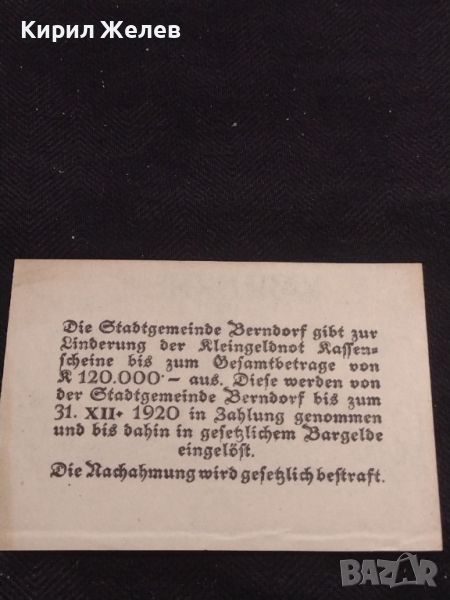 Кирил Желев
Die Stadtgemeinde Berndorf gibt zur
Linderung der Kleingeldnot Kassen-
scheine bis zum Gesamtbetrage von
K 120.000·– aus. Diese werden von
der Stadtgemeinde Berndorf bis zum
31. XII. 1920 in Zahlung genommen
und bis dahin in gesetzlichem Bargelde
eingelöst.
Die Nachahmung wird gesetzlich bestraft.
BAZAR